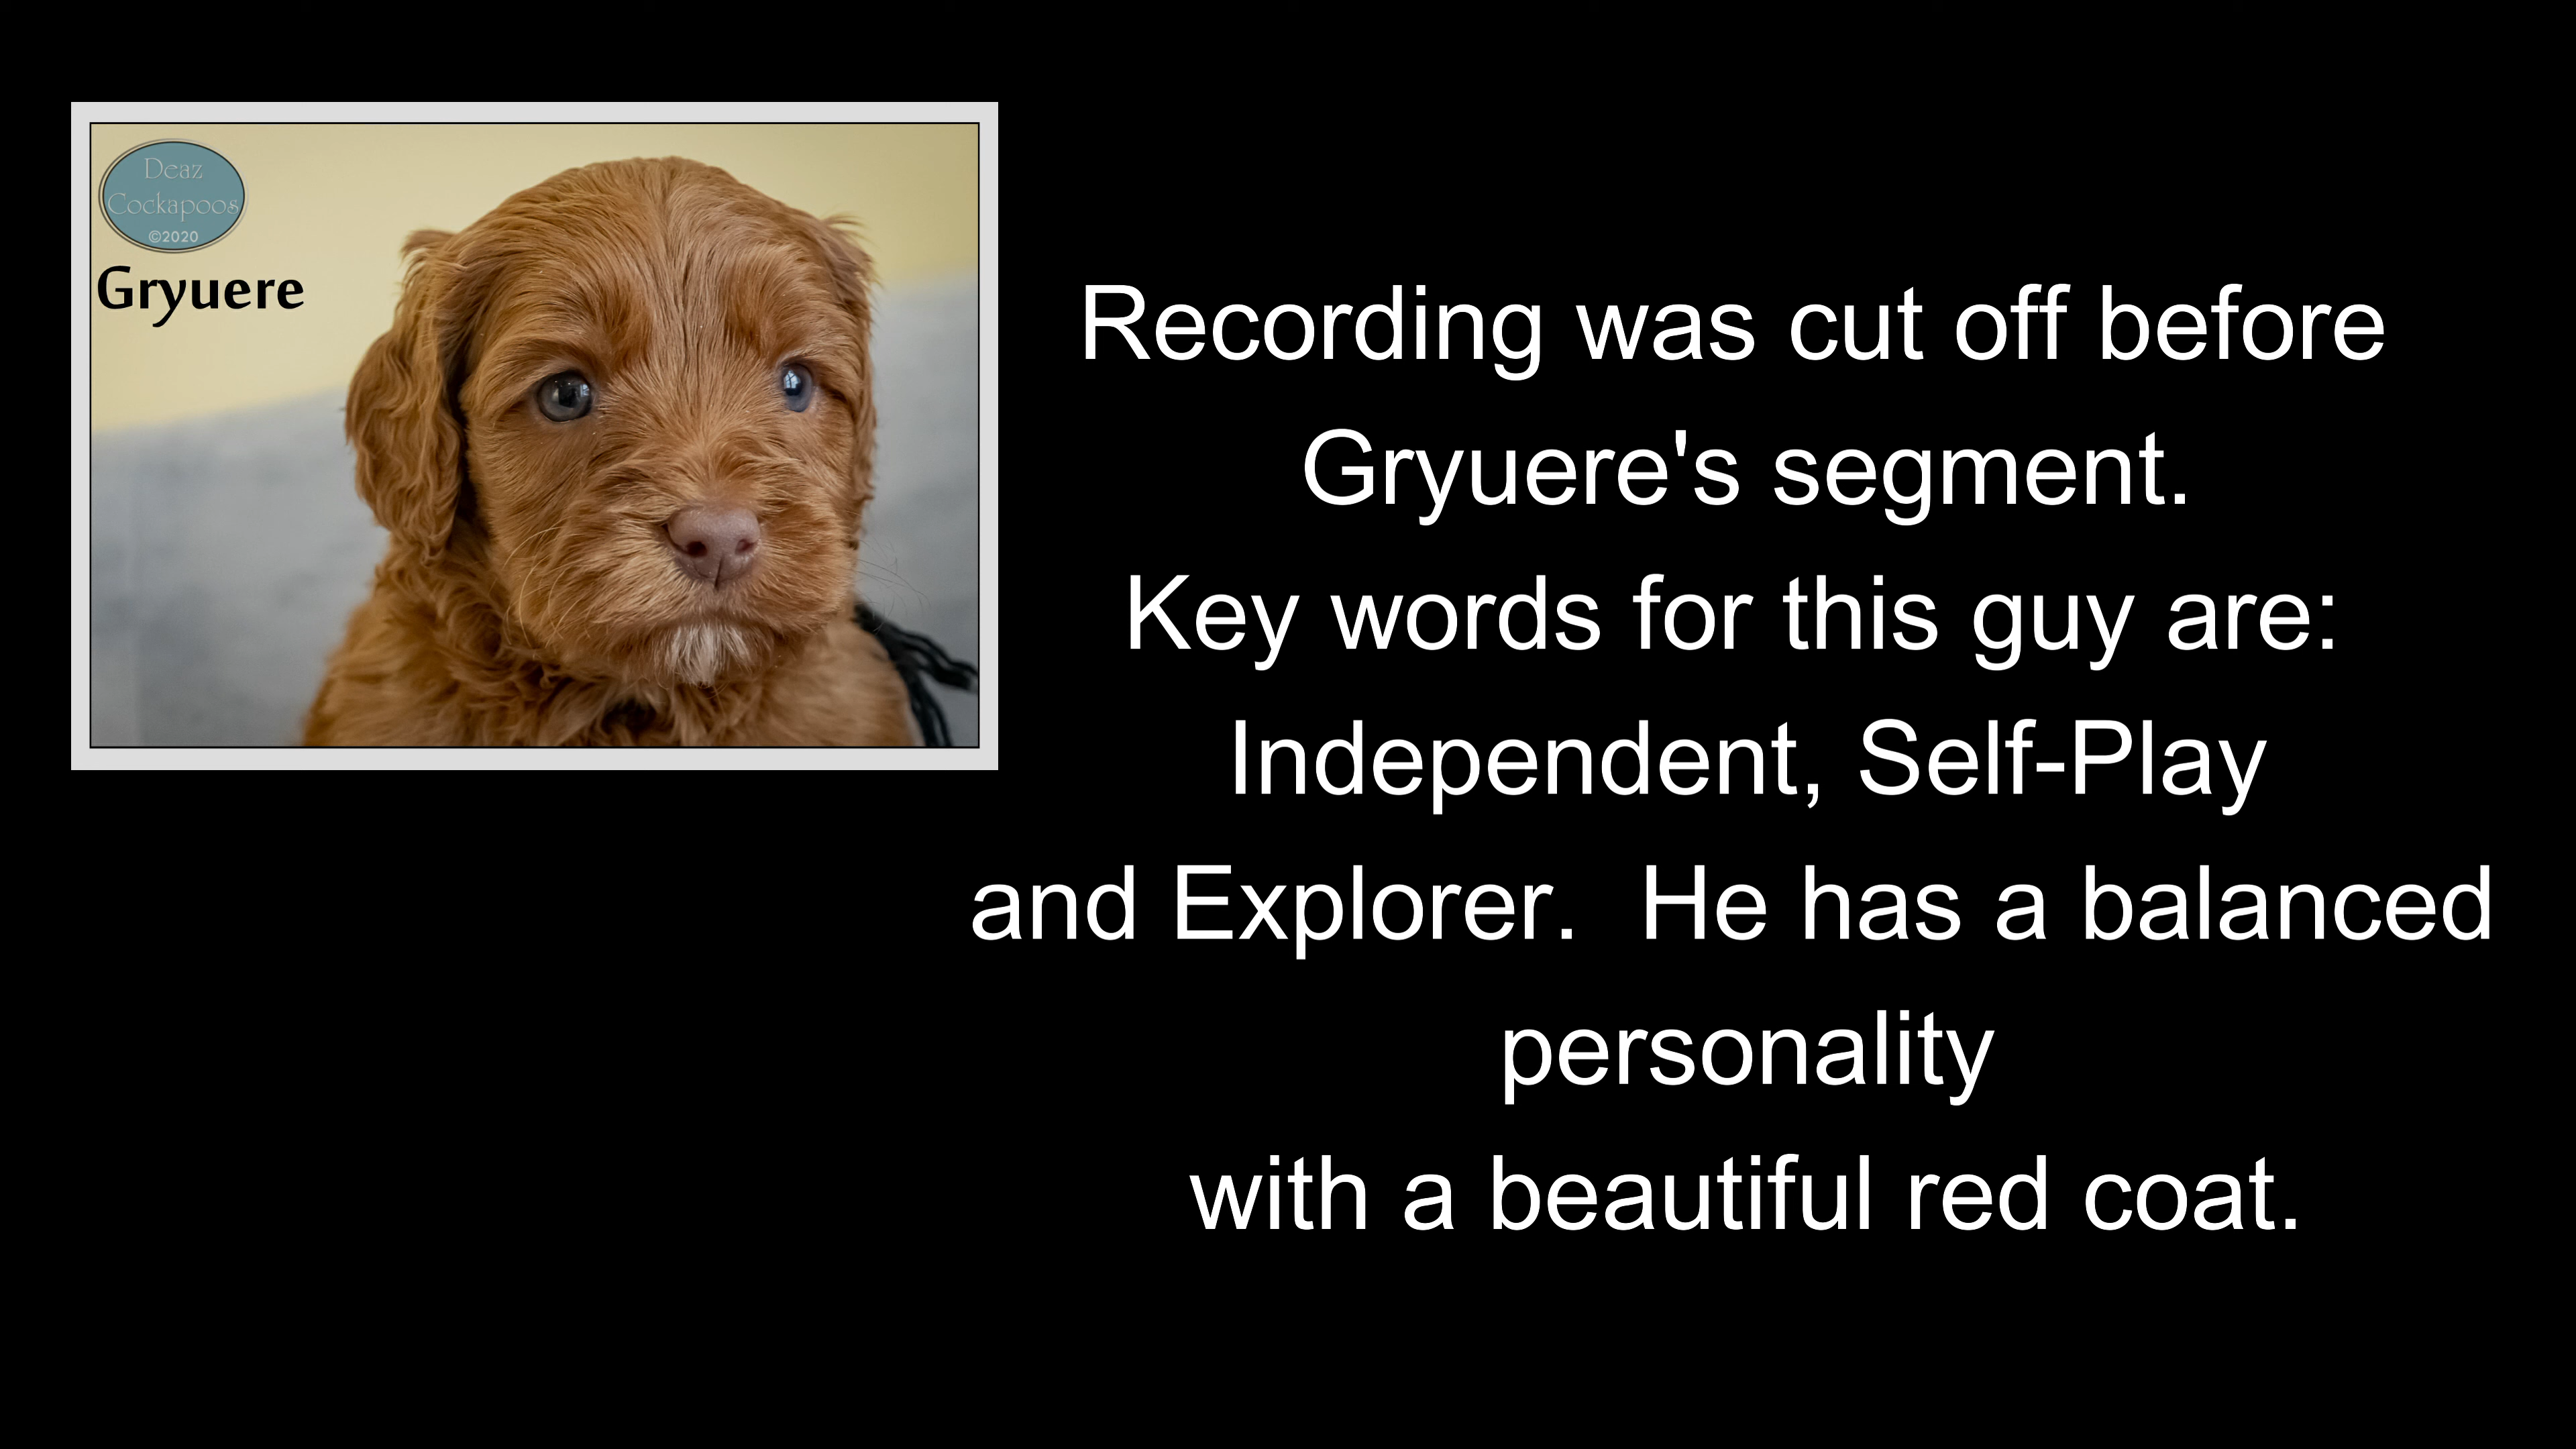 Deaz
Cockapoos
©2020
Gryuere
Recording was cut off before
Gryuere's segment.
Key words for this guy are:
Independent, Self-Play
and Explorer.  He has a balanced
personality
with a beautiful red coat.